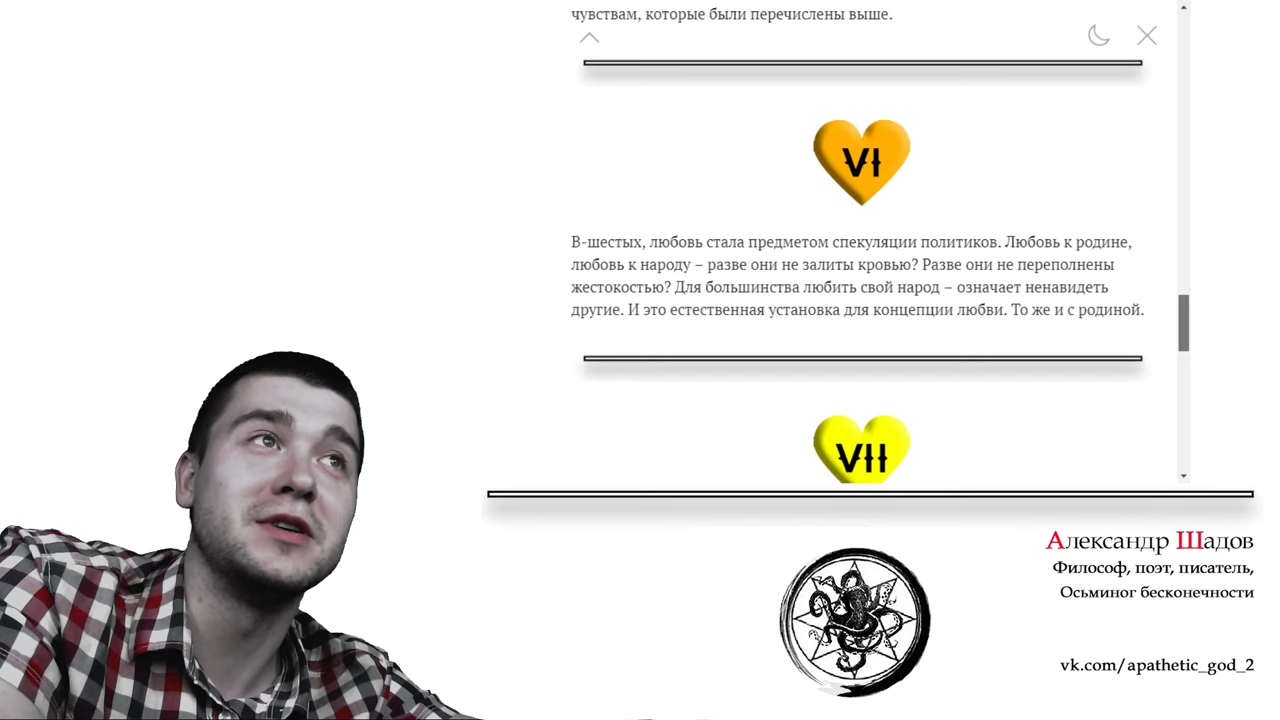 чувствам, которые были перечислены выше.
VI
В-шестых, любовь стала предметом спекуляции политиков. Любовь к родине,
любовь к народу – разве они не залиты кровью? Разве они не переполнены
жестокостью? Для большинства любить свой народ – означает ненавидеть
другие. И это естественная установка для концепции любви. То же и с родиной.
VII
Александр Шадов
Философ, поэт, писатель,
Осьминог бесконечности
vk.com/apathetic_god_2